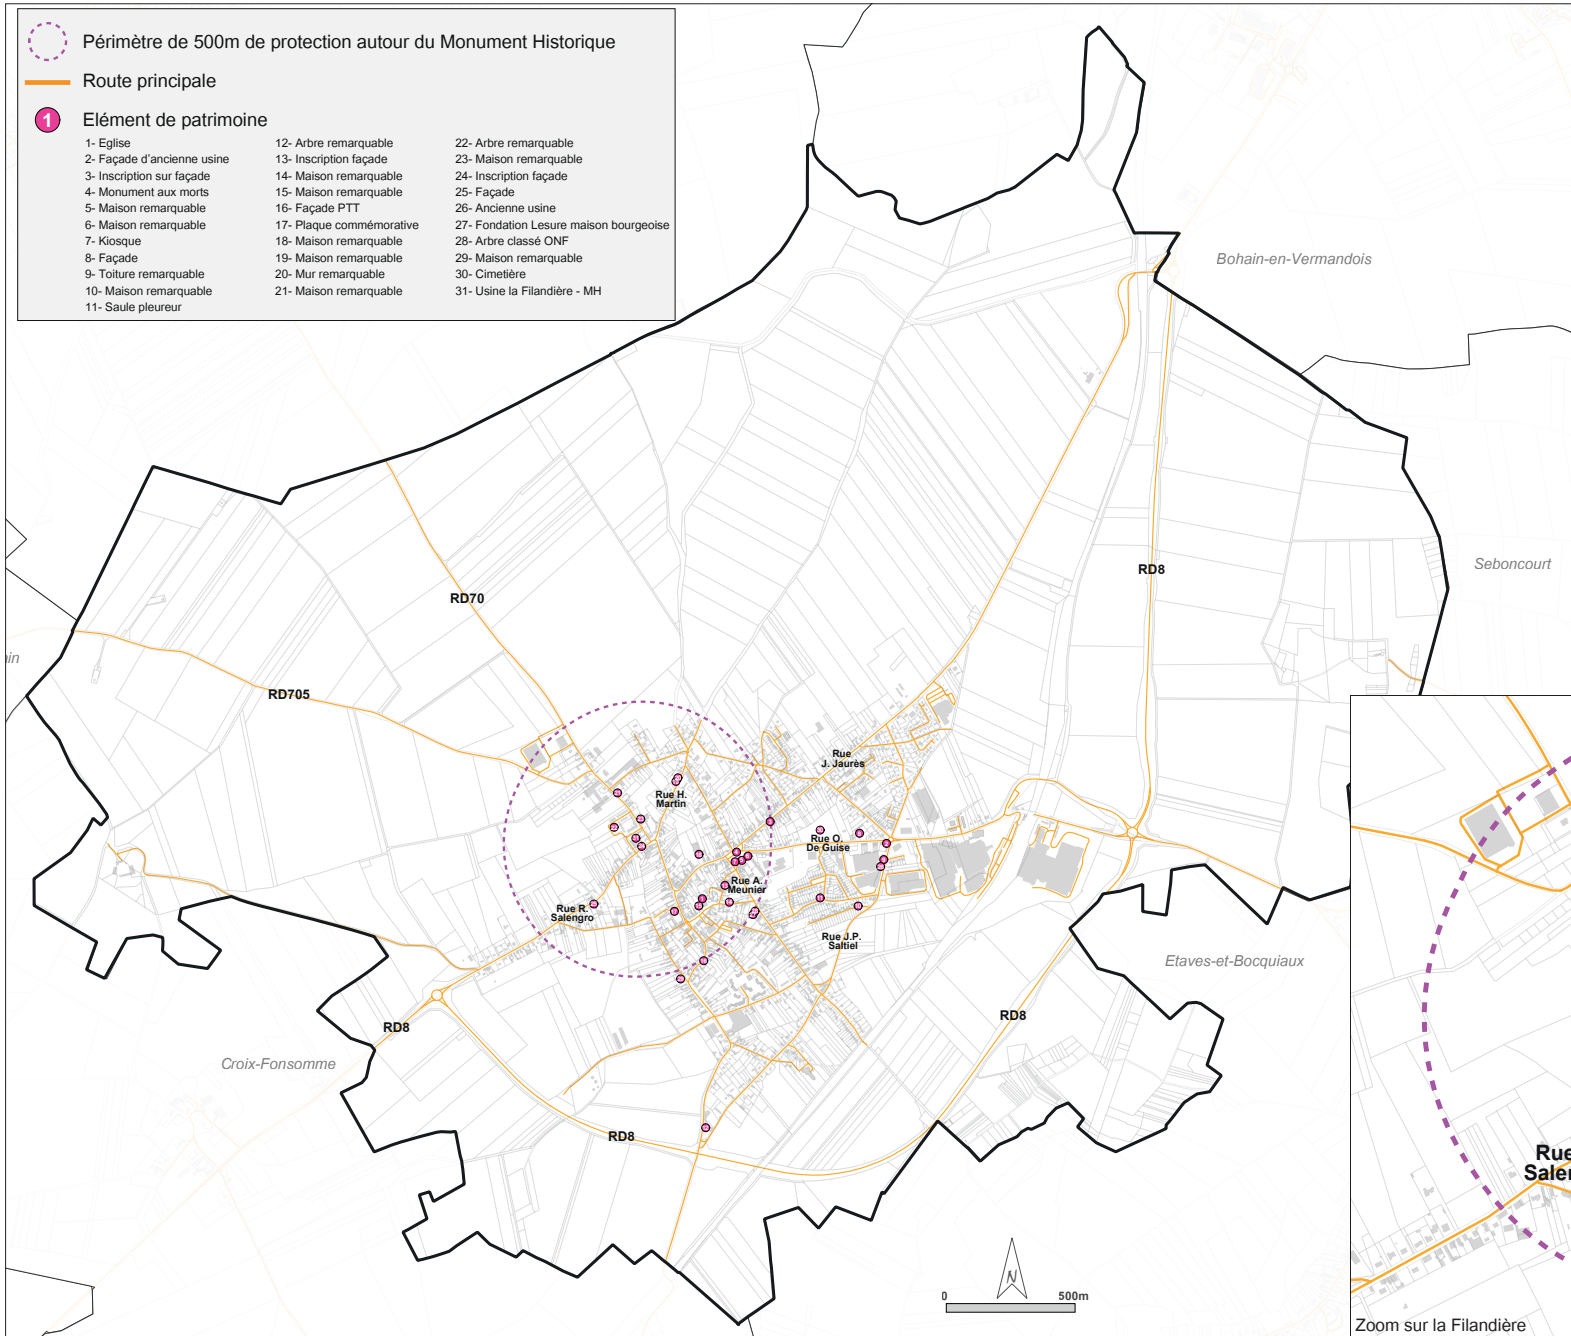 Périmètre de 500m de protection autour du Monument Historique
Route principale
1
Elément de patrimoine
1- Eglise
2- Façade d'ancienne usine
3- Inscription sur façade
4- Monument aux morts
5- Maison remarquable
6- Maison remarquable
7- Kiosque
8- Façade
9- Toiture remarquable
10- Maison remarquable
11- Saule pleureur
12- Arbre remarquable
13- Inscription façade
14- Maison remarquable
15- Maison remarquable
16- Façade PTT
17- Plaque commémorative
18- Maison remarquable
19- Maison remarquable
20- Mur remarquable
21- Maison remarquable
22- Arbre remarquable
23- Maison remarquable
24- Inscription façade
25- Façade
26- Ancienne usine
27- Fondation Lesure maison bourgeoise
28- Arbre classé ONF
29- Maison remarquable
30- Cimetière
31- Usine la Filandière - MH
Bohain-en-Vermandois
Seboncourt
RD8
RD70
RD705
Rue
J. Jaurès
Rue H.
Martin
Rue O.
De Guise
Rue A.
Meunier
Rue R.
Salengro
Rue J.P.
Saltiel
Etaves-et-Bocquiaux
RD8
RD8
Croix-Fonsomme
RD8
Rue
Saler
N
0
500m
Zoom sur la Filandière